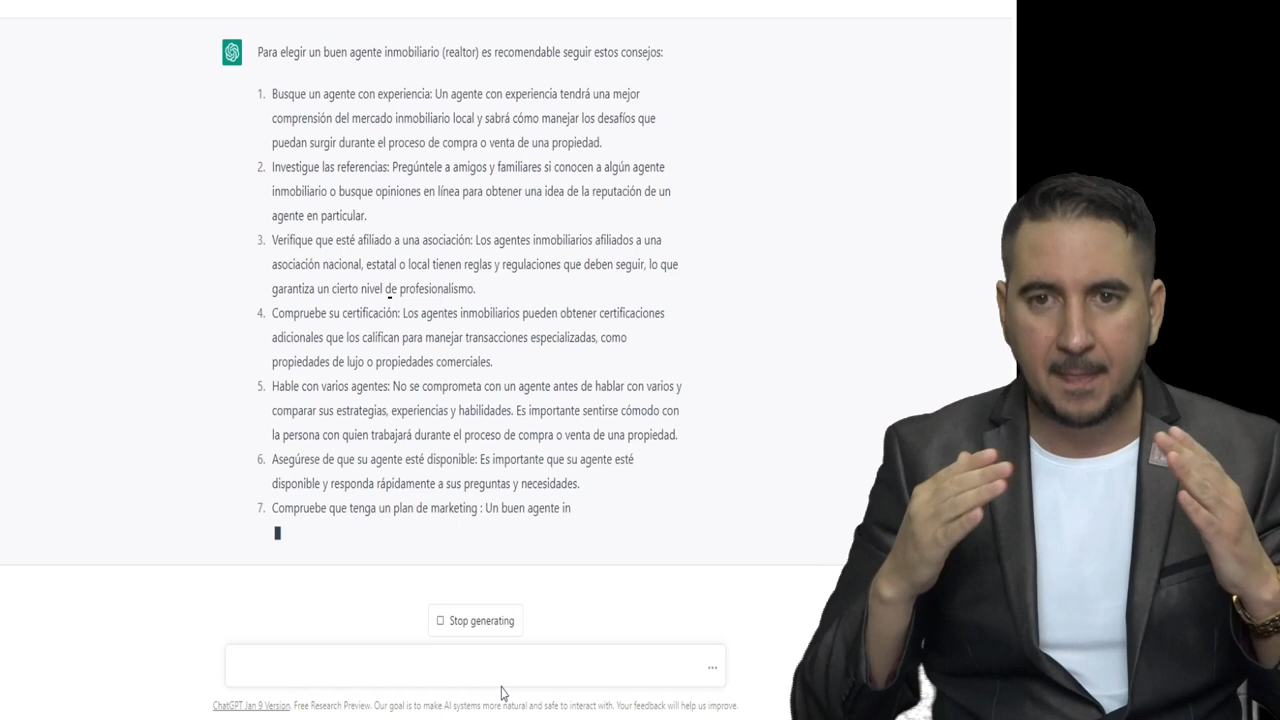 Para elegir un buen agente inmobiliario (realtor) es recomendable seguir estos consejos:
1. Busque un agente con experiencia: Un agente con experiencia tendrá una mejor
comprensión del mercado inmobiliario local y sabrá cómo manejar los desafíos que
puedan surgir durante el proceso de compra o venta de una propiedad.
2. Investigue las referencias: Pregúntele a amigos y familiares si conocen a algún agente
inmobiliario o busque opiniones en línea para obtener una idea de la reputación de un
agente en particular.
3. Verifique que esté afiliado a una asociación: Los agentes inmobiliarios afiliados a una
asociación nacional, estatal o local tienen reglas y regulaciones que deben seguir, lo que
garantiza un cierto nivel de profesionalismo.
4. Compruebe su certificación: Los agentes inmobiliarios pueden obtener certificaciones
adicionales que los califican para manejar transacciones especializadas, como
propiedades de lujo o propiedades comerciales.
5. Hable con varios agentes: No se comprometa con un agente antes de hablar con varios y
comparar sus estrategias, experiencias y habilidades. Es importante sentirse cómodo con
la persona con quien trabajará durante el proceso de compra o venta de una propiedad.
6. Asegúrese de que su agente esté disponible: Es importante que su agente esté
disponible y responda rápidamente a sus preguntas y necesidades.
7. Compruebe que tenga un plan de marketing : Un buen agente in
Stop generating
ChatGPT Jan 9 Version. Free Research Preview. Our goal is to make AI systems more natural and safe to interact with. Your feedback will help us improve.